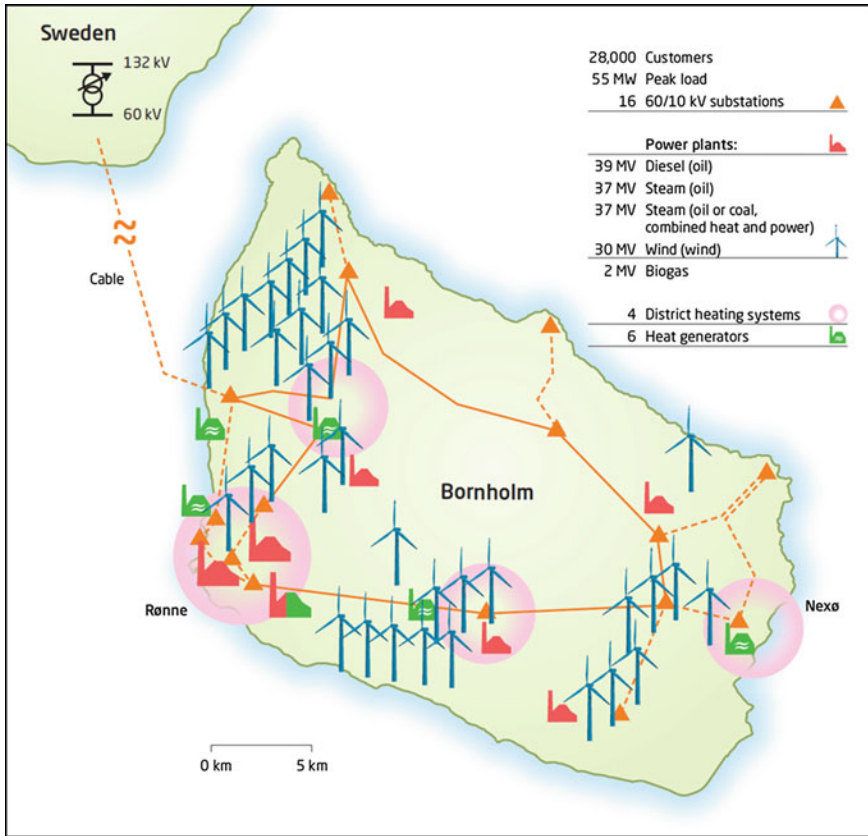 Sweden
132 kV
60 kV
28,000 Customers
55 MW Peak load
16 60/10 kV substations
Power plants:
39 MV Diesel (oil)
37 MV Steam (oil)
37 MV Steam (oil or coal,
combined heat and power)
30 MV Wind (wind)
2 MV Biogas
4 District heating systems
6 Heat generators
Cable
Bornholm
Rønne
Nexø
0 km
5 km